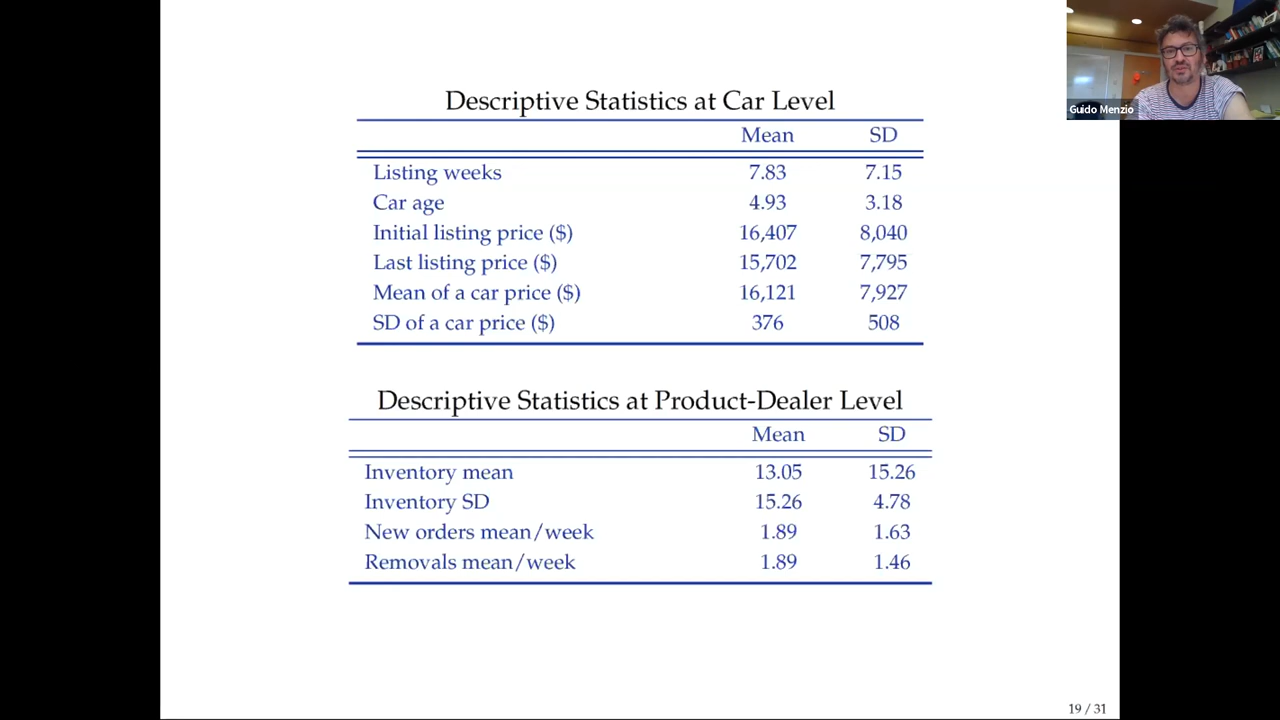 Guido Menzio
Descriptive Statistics at Car Level
Mean SD
Listing weeks 7.83 7.15
Car age 4.93 3.18
Initial listing price ($) 16,407 8,040
Last listing price ($) 15,702 7,795
Mean of a car price ($) 16,121 7,927
SD of a car price ($) 376 508
Descriptive Statistics at Product-Dealer Level
Mean SD
Inventory mean 13.05 15.26
Inventory SD 15.26 4.78
New orders mean/week 1.89 1.63
Removals mean/week 1.89 1.46
19 / 31